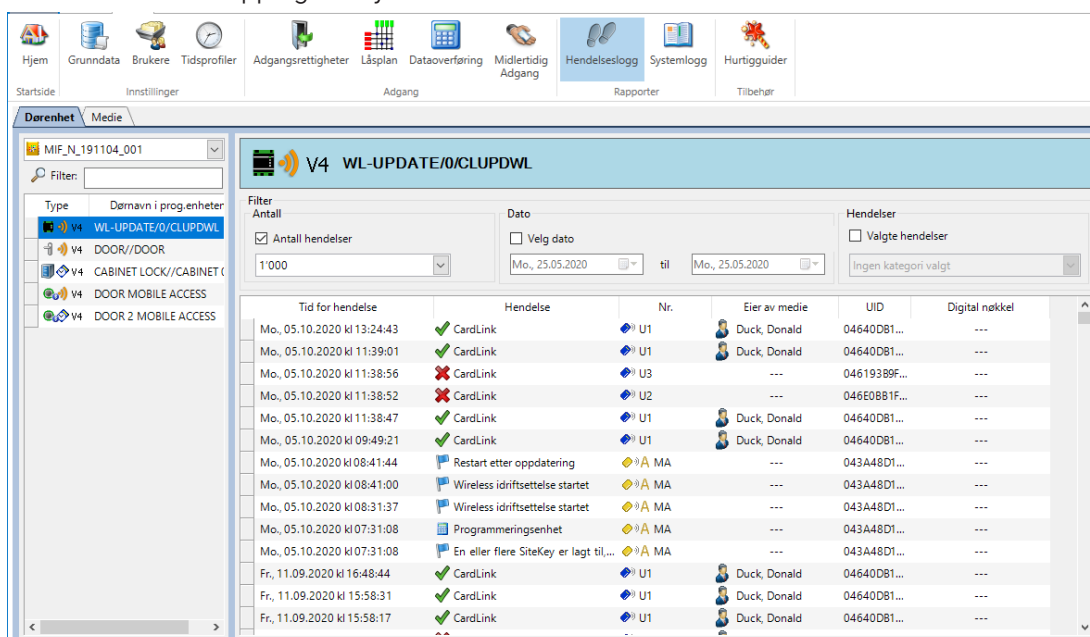 Hjem Grunndata Brukere Tidsprofiler Adgangsrettigheter Låsplan Dataoverføring Midlertidig Adgang Hendelseslogg Systemlogg Hurtigguider
Startside Innstillinger Adgang Rapporter Tilbehør
Dørenhet Medie
MIF_N_191104_001
Filter:
Type Dørnavn i prog.enheter
V4 WL-UPDATE/0/CLUPDWL
V4 DOOR//DOOR
V4 CABINET LOCK//CABINET (
V4 DOOR MOBILE ACCESS
V4 DOOR 2 MOBILE ACCESS
V4 WL-UPDATE/0/CLUPDWL
Filter
Antall Dato Hendelser
Antall hendelser Velg dato Valgte hendelser
1'000 Mo., 25.05.2020 til Mo., 25.05.2020 Ingen kategori valgt
Tid for hendelse Hendelse Nr. Eier av medie UID Digital nøkkel
Mo., 05.10.2020 kl 13:24:43 CardLink U1 Duck, Donald 04640DB1... ---
Mo., 05.10.2020 kl 11:39:01 CardLink U1 Duck, Donald 04640DB1... ---
Mo., 05.10.2020 kl 11:38:56 CardLink U3 --- 046193B9F... ---
Mo., 05.10.2020 kl 11:38:52 CardLink U2 --- 046E0BB1F... ---
Mo., 05.10.2020 kl 11:38:47 CardLink U1 Duck, Donald 04640DB1... ---
Mo., 05.10.2020 kl 09:49:21 CardLink U1 Duck, Donald 04640DB1... ---
Mo., 05.10.2020 kl 08:41:44 Restart etter oppdatering A MA --- 043A48D1... ---
Mo., 05.10.2020 kl 08:41:00 Wireless idriftsettelse startet A MA --- 043A48D1... ---
Mo., 05.10.2020 kl 08:31:37 Wireless idriftsettelse startet A MA --- 043A48D1... ---
Mo., 05.10.2020 kl 07:31:08 Programmeringsenhet A MA --- 043A48D1... ---
Mo., 05.10.2020 kl 07:31:08 En eller flere SiteKey er lagt til,... A MA --- 043A48D1... ---
Fr., 11.09.2020 kl 16:48:44 CardLink U1 Duck, Donald 04640DB1... ---
Fr., 11.09.2020 kl 15:58:31 CardLink U1 Duck, Donald 04640DB1... ---
Fr., 11.09.2020 kl 15:58:17 CardLink U1 Duck, Donald 04640DB1... ---